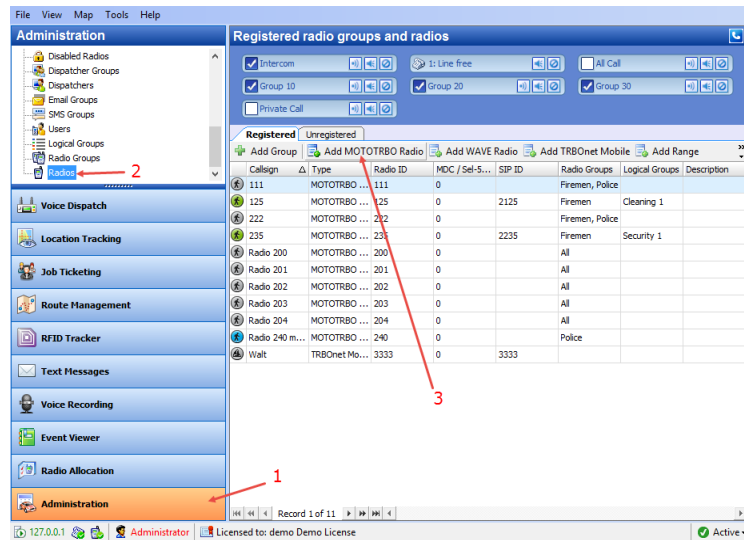 File View Map Tools Help
Administration
Registered radio groups and radios
Disabled Radios
Dispatcher Groups
Dispatchers
Email Groups
SMS Groups
Users
Logical Groups
Radio Groups
Radios
2
Intercom
1: Line free
All Call
Group 10
Group 20
Group 30
Private Call
Registered Unregistered
Add Group Add MOTOTRBO Radio Add WAVE Radio Add TRBOnet Mobile Add Range
Callsign Type Radio ID MDC / Sel-5... SIP ID Radio Groups Logical Groups Description
111 MOTOTRBO ... 111 0 Firemen, Police
125 MOTOTRBO ... 125 0 2125 Firemen Cleaning 1
222 MOTOTRBO ... 222 0 Firemen, Police
235 MOTOTRBO ... 235 0 2235 Firemen Security 1
Radio 200 MOTOTRBO ... 200 0 All
Radio 201 MOTOTRBO ... 201 0 All
Radio 202 MOTOTRBO ... 202 0 All
Radio 203 MOTOTRBO ... 203 0 All
Radio 204 MOTOTRBO ... 204 0 All
Radio 240 m... MOTOTRBO ... 240 0 Police
Walt TRBOnet Mo... 3333 0 3333
3
Voice Dispatch
Location Tracking
Job Ticketing
Route Management
RFID Tracker
Text Messages
Voice Recording
Event Viewer
Radio Allocation
1
Administration
Record 1 of 11
127.0.0.1 Administrator Licensed to: demo Demo License Active